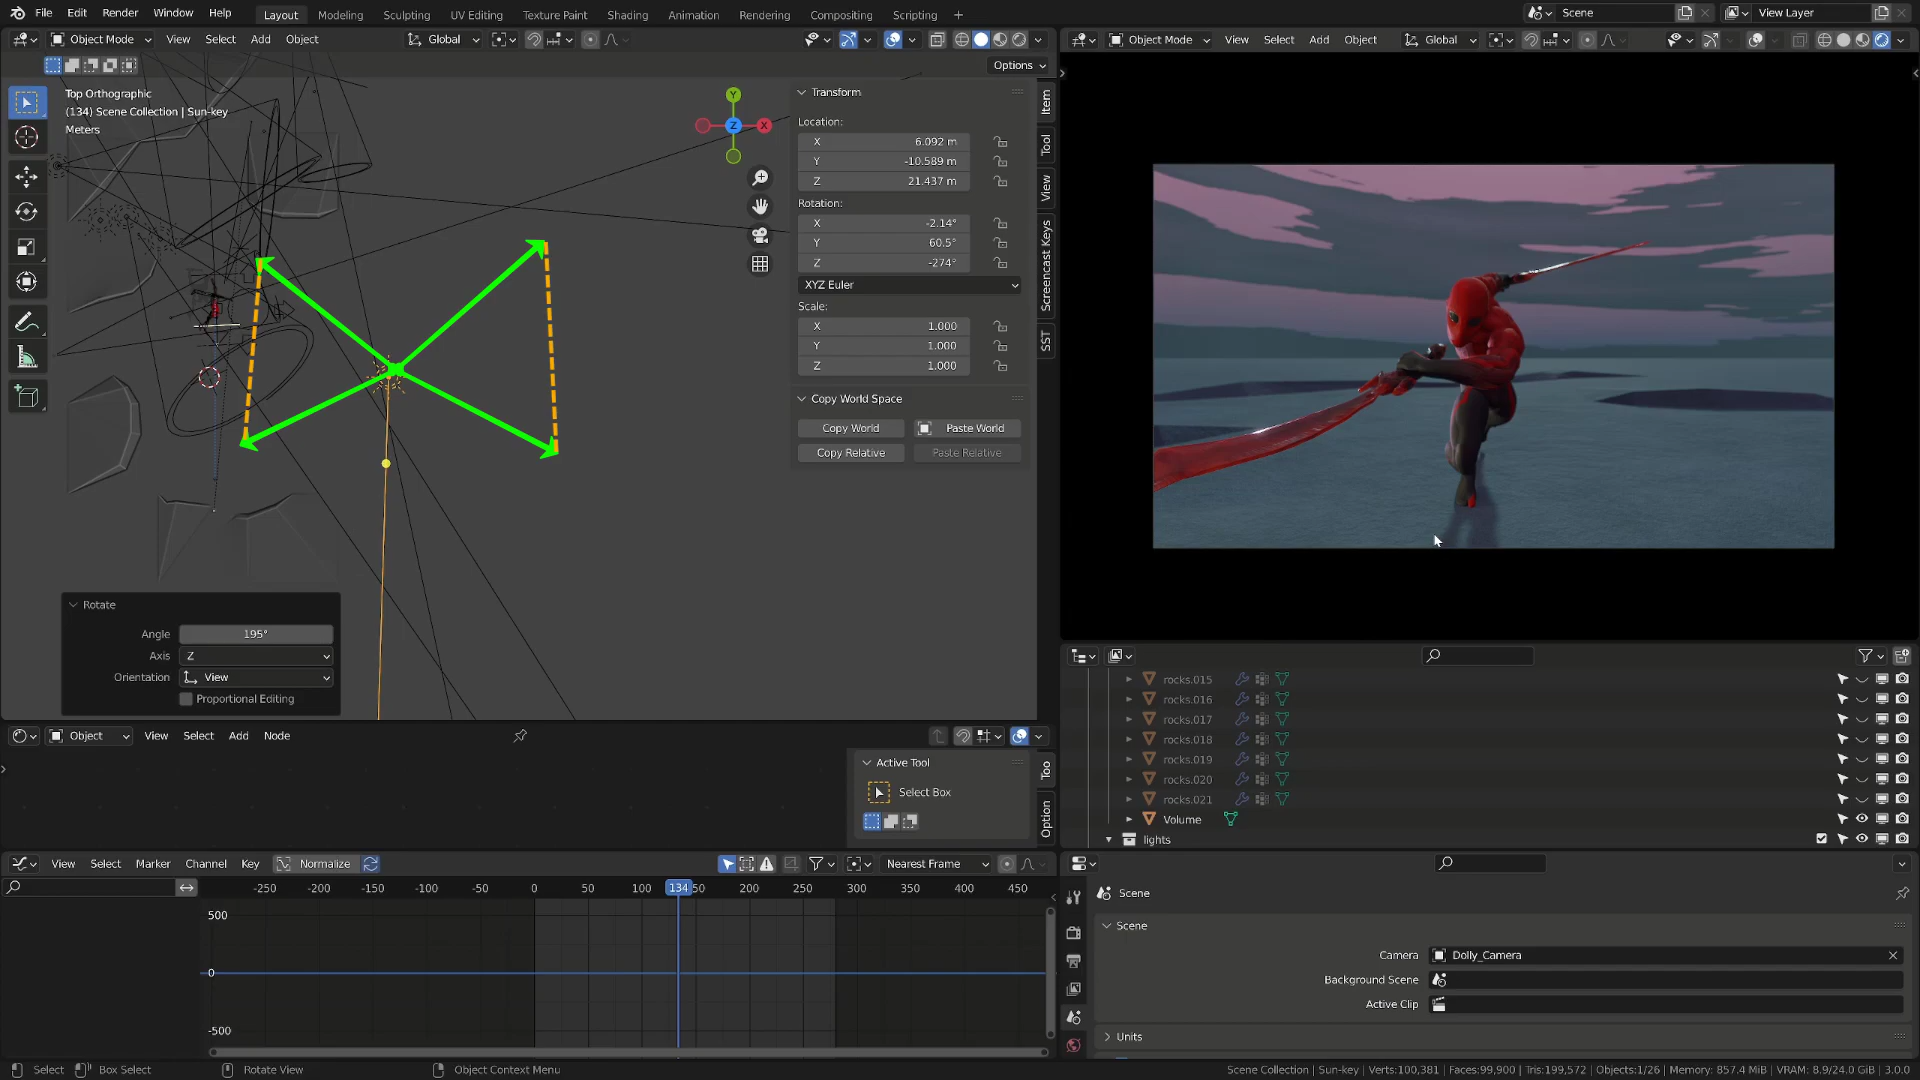 File Edit Render Window Help Layout Modeling Sculpting UV Editing Texture Paint Shading Animation Rendering Compositing Scripting Scene View Layer
Object Mode View Select Add Object Global
Object Mode View Select Add Object Global
Options
Top Orthographic
(134) Scene Collection | Sun-key
Meters
Y
Z
X
Transform
Location:
X 6.092 m
Y -10.589 m
Z 21.437 m
Rotation:
X -2.14°
Y 60.5°
Z -274°
XYZ Euler
Scale:
X 1.000
Y 1.000
Z 1.000
Copy World Space
Copy World Paste World
Copy Relative Paste Relative
Item
Tool
View
Screencast Keys
SST
Rotate
Angle 195°
Axis Z
Orientation View
Proportional Editing
rocks.015
rocks.016
rocks.017
rocks.018
rocks.019
rocks.020
rocks.021
Volume
lights
Object View Select Add Node
Active Tool
Select Box
Too
Option
View Select Marker Channel Key Normalize Nearest Frame
-250 -200 -150 -100 -50 0 50 100 134 50 200 250 300 350 400 450
500
0
-500
Scene
Scene
Camera Dolly_Camera
Background Scene
Active Clip
Units
Select Box Select Rotate View Object Context Menu
Scene Collection | Sun-key | Verts:100,381 | Faces:99,900 | Tris:199,572 | Objects:1/26 | Memory: 857.4 MiB | VRAM: 8.9/24.0 GiB | 3.0.0